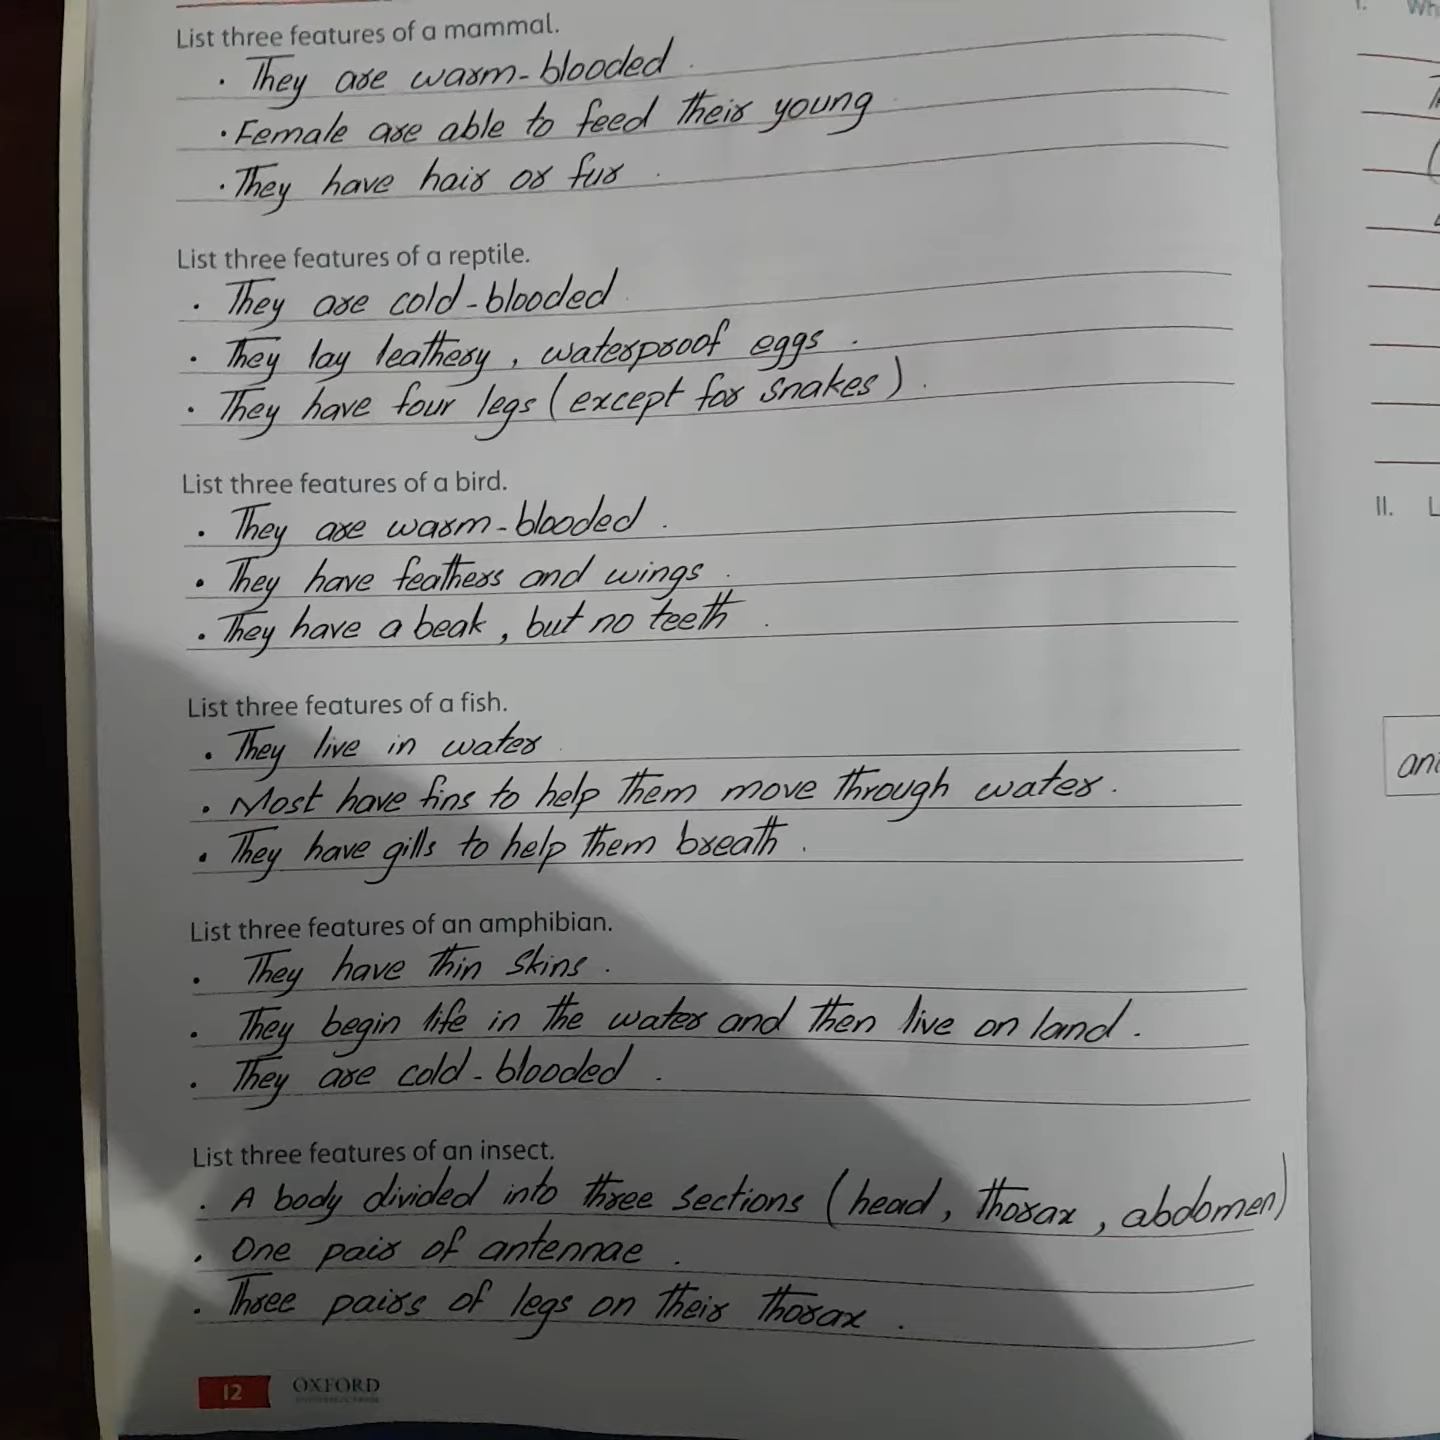 List three features of a mammal.
• They are warm-blooded.
• Female are able to feed their young
• They have hair or fur.
List three features of a reptile.
• They are cold-blooded
• They lay leathery, waterproof eggs.
• They have four legs (except for snakes).
List three features of a bird.
• They are warm-blooded.
• They have feathers and wings.
• They have a beak, but no teeth.
List three features of a fish.
• They live in water
• Most have fins to help them move through water.
• They have gills to help them breath.
List three features of an amphibian.
• They have thin skins.
• They begin life in the water and then live on land.
• They are cold-blooded.
List three features of an insect.
• A body divided into three sections (head, thorax, abdomen)
• One pair of antennae.
• Three pairs of legs on their thorax.
12 OXFORD
I. Wh
II. L
ani